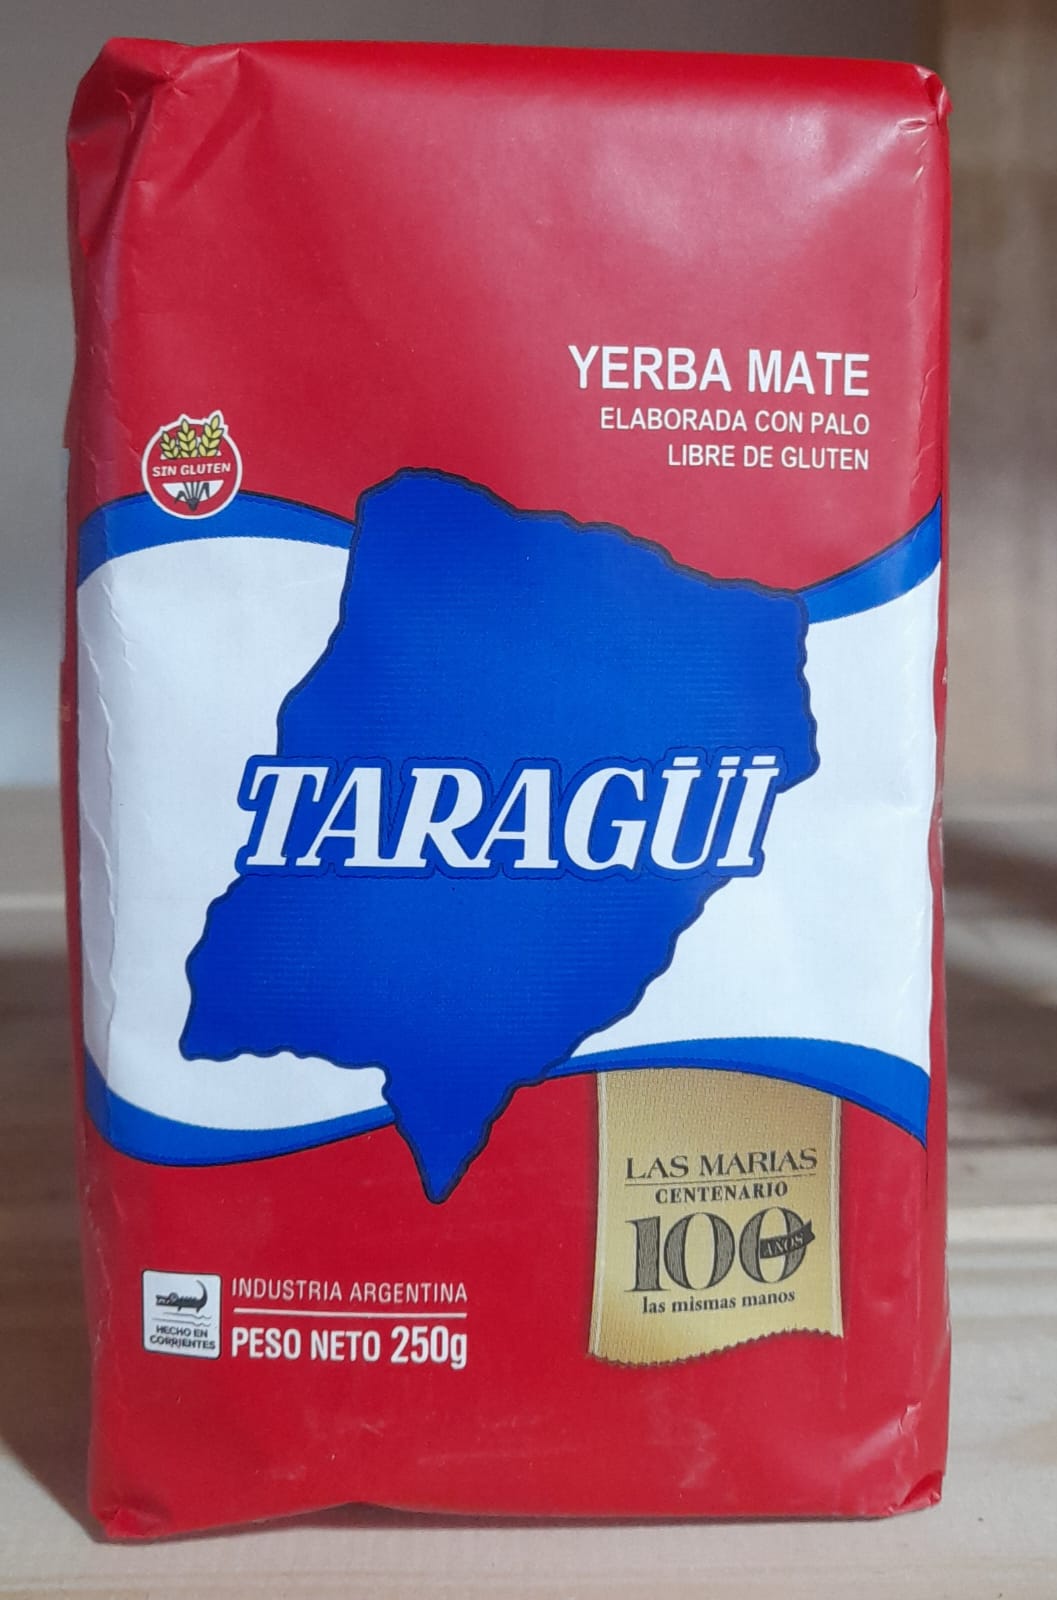 YERBA MATE
ELABORADA CON PALO
LIBRE DE GLUTEN
SIN GLUTEN
TARAGÜÏ
LAS MARIAS
CENTENARIO
100
AÑOS
las mismas manos
INDUSTRIA ARGENTINA
PESO NETO 250g
HECHO EN
CORRIENTES